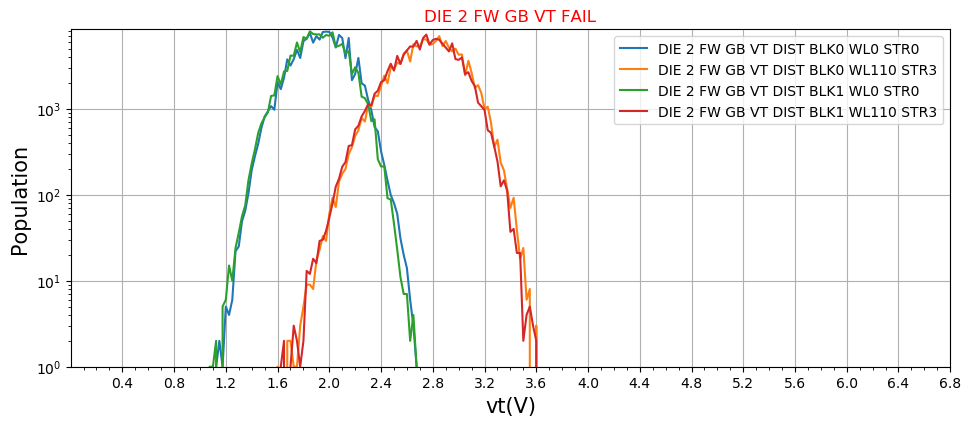 DIE 2 FW GB VT FAIL
DIE 2 FW GB VT DIST BLK0 WL0 STR0
DIE 2 FW GB VT DIST BLK0 WL110 STR3
DIE 2 FW GB VT DIST BLK1 WL0 STR0
DIE 2 FW GB VT DIST BLK1 WL110 STR3
Population
10³
10²
10¹
10⁰
0.4 0.8 1.2 1.6 2.0 2.4 2.8 3.2 3.6 4.0 4.4 4.8 5.2 5.6 6.0 6.4 6.8
vt(V)